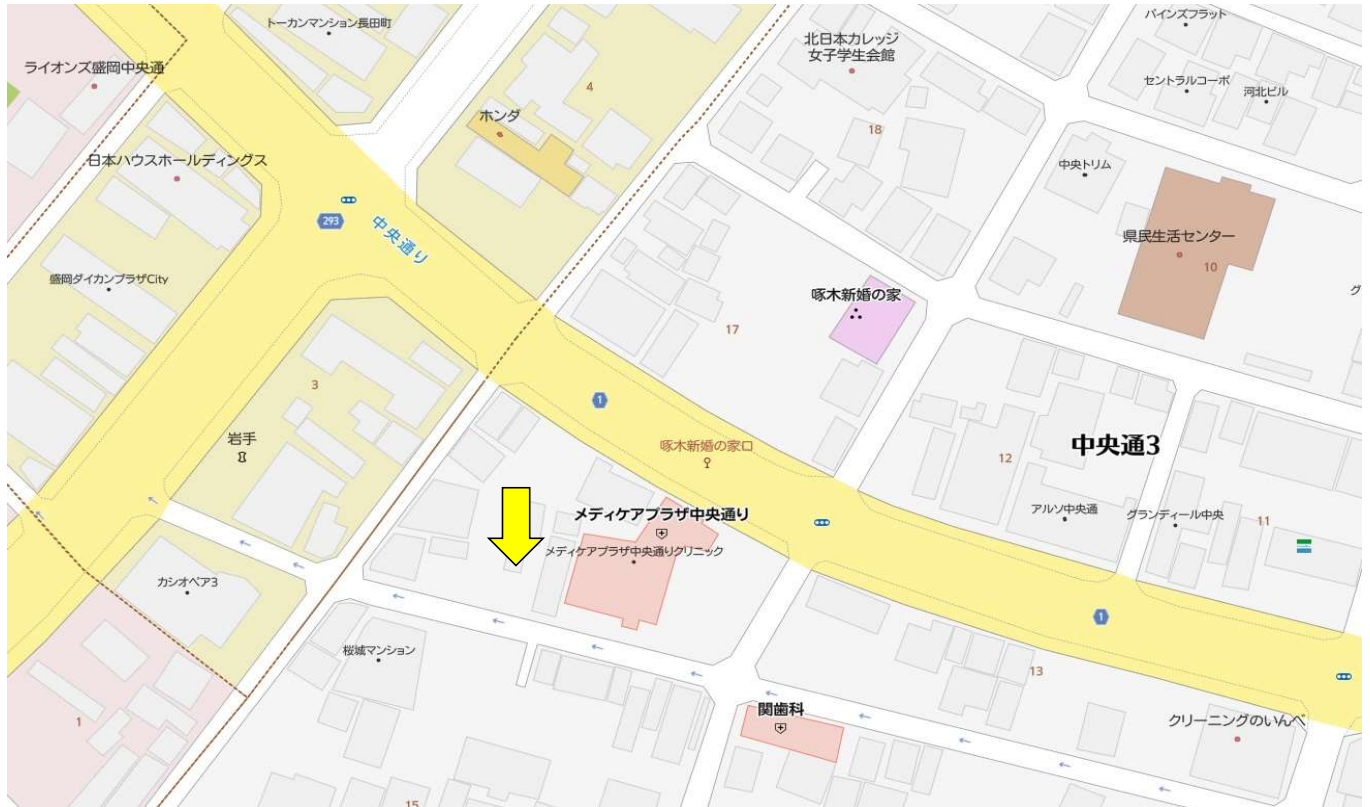 トーカンマンション長田町
パインズフラット
北日本カレッジ
女子学生会館
ライオンズ盛岡中央通
セントラルコーポ
河北ビル
4
ホンダ
18
日本ハウスホールディングス
中央トリム
293
中央通り
県民生活センター
10
盛岡ダイカンプラザCity
啄木新婚の家
グ
17
3
1
岩手
啄木新婚の家口
中央通3
12
アルソ中央通
グランディール中央
11
メディケアプラザ中央通り
メディケアプラザ中央通りクリニック
カシオペア3
1
桜城マンション
13
1
関歯科
クリーニングのいんべ
15